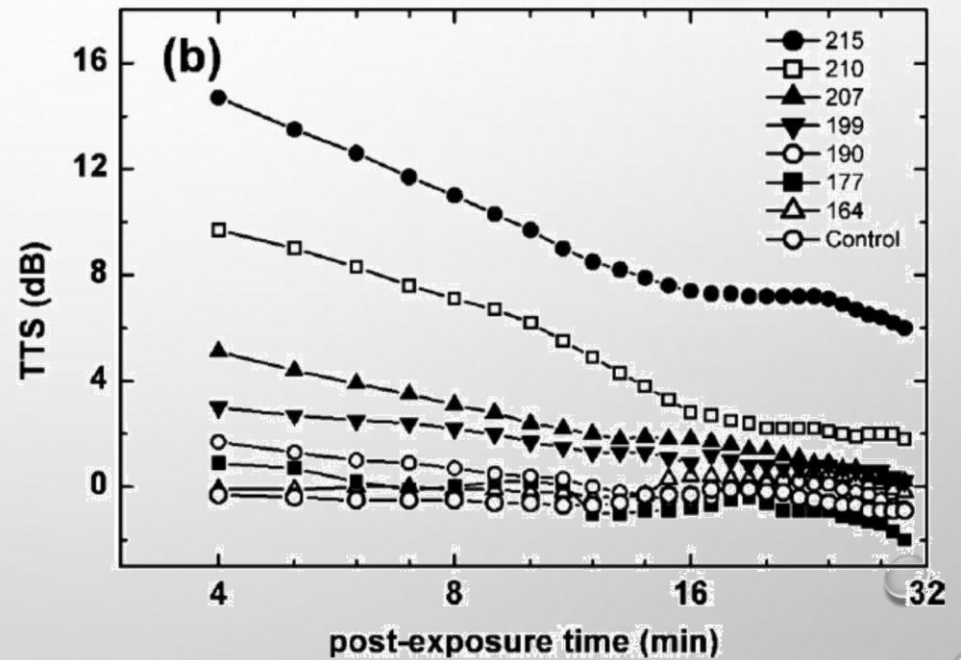 (b)
16
12
8
4
0
TTS (dB)
215
210
207
199
190
177
164
Control
4 8 16 32
post-exposure time (min)